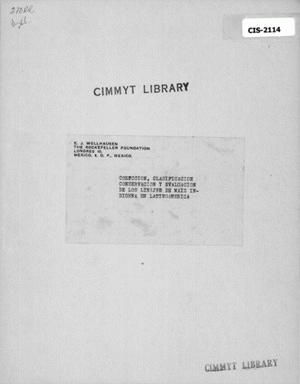 CIS-2114
CIMMYT LIBRARY
E. J. WELLHAUSEN
THE ROCKEFELLER FOUNDATION
LONDRES 40,
MEXICO, 6, D. F., MEXICO.
COLECCION, CLASIFICACION
CONSERVACION Y EVALUACION
DE LOS LINAJES DE MAIZ IN-
DIGENA EN LATINOAMERICA
CIMMYT LIBRARY